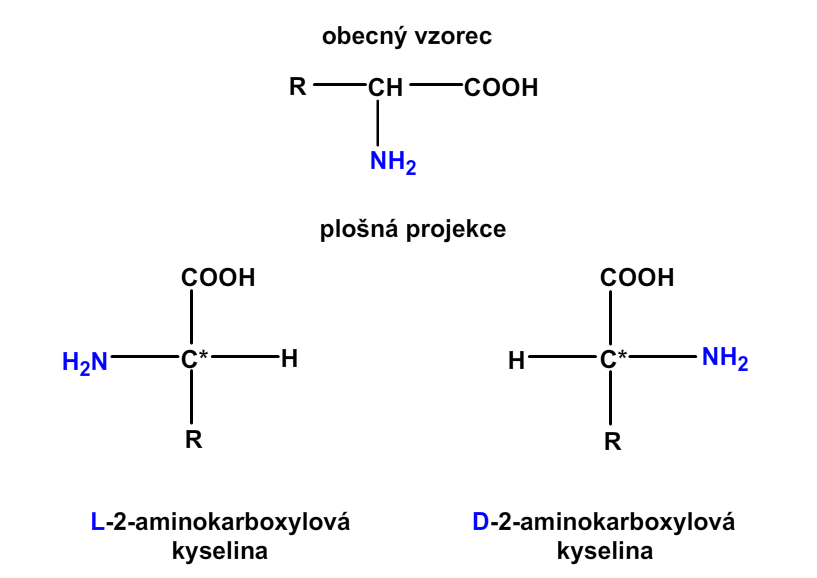 obecný vzorec
R CH COOH
NH2
plošná projekce
COOH COOH
H2N C* H H C* NH2
R R
L-2-aminokarboxylová D-2-aminokarboxylová
kyselina kyselina